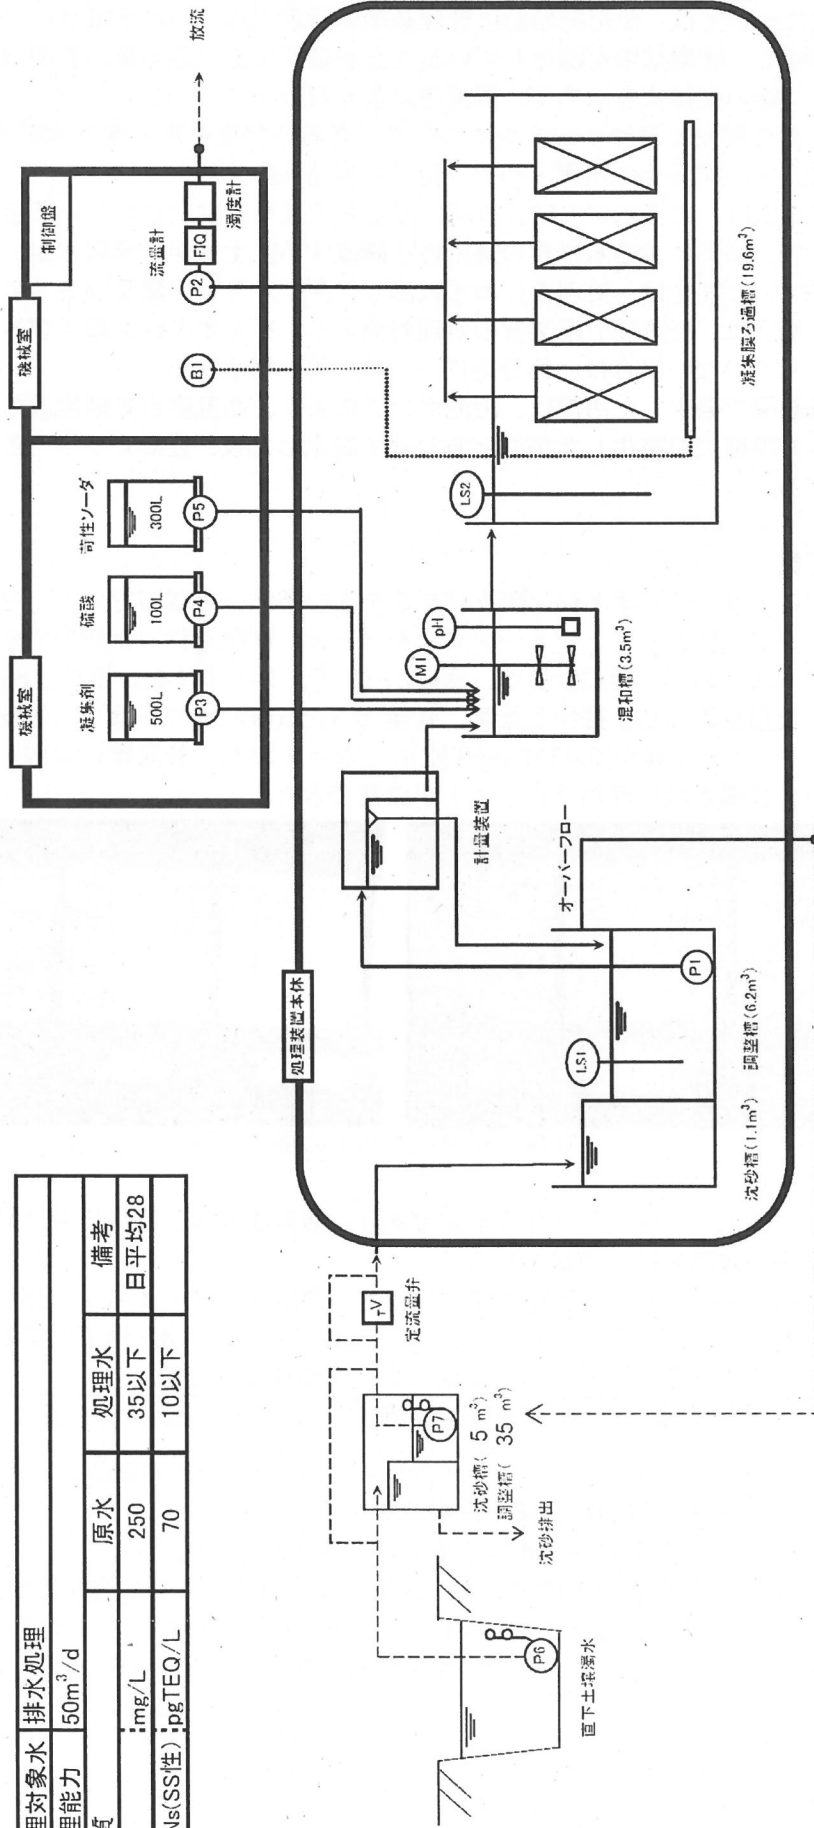 理対象水 排水処理
理能力 50m³/d
質 原水 処理水 備考
mg/L 250 35以下 日平均28
Ns(SS性) pgTEQ/L 70 10以下
機械室
機械室
制御盤
凝集剤
硫酸
苛性ソーダ
500L
100L
300L
P3
P4
P5
B1
P2
流量計
FIQ
濁度計
放流
処理装置本体
計量装置
M1
pH
混和槽(3.5m³)
LS2
凝集膜ろ過槽(19.6m³)
オーバーフロー
LS1
P1
沈砂槽(1.1m³)
調整槽(6.2m³)
定流量弁
P7
沈砂槽( 5 m³)
調整槽( 35 m³)
沈砂排出
P6
直下土壌濁水